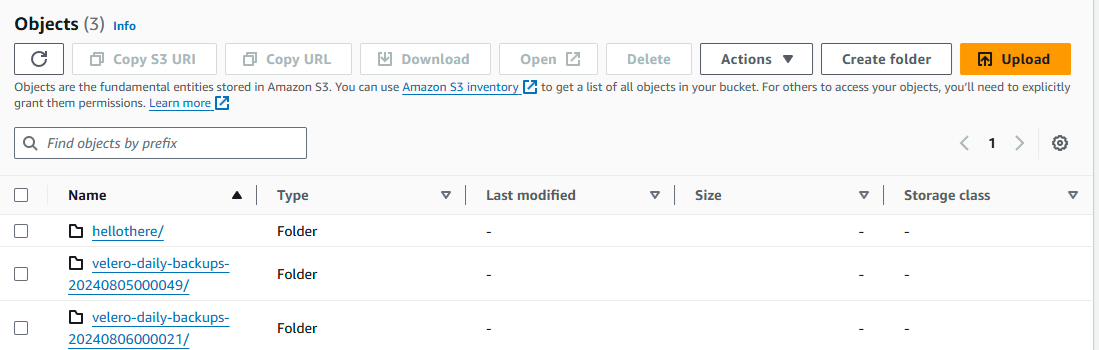 Objects (3) Info
Copy S3 URI Copy URL Download Open Delete Actions Create folder Upload
Objects are the fundamental entities stored in Amazon S3. You can use Amazon S3 inventory to get a list of all objects in your bucket. For others to access your objects, you'll need to explicitly
grant them permissions. Learn more
Find objects by prefix 1
Name Type Last modified Size Storage class
hellothere/ Folder - - -
velero-daily-backups-
20240805000049/ Folder - - -
velero-daily-backups-
20240806000021/ Folder - - -